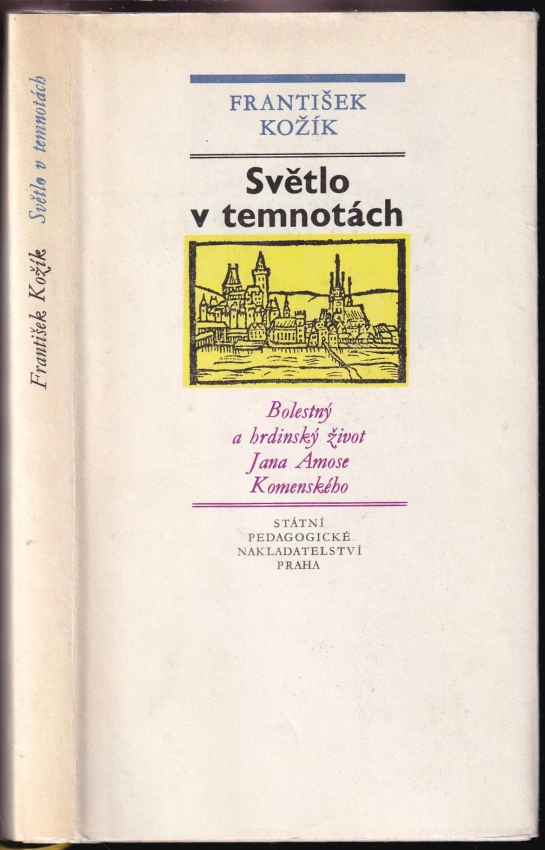 František Kožík Světlo v temnotách
FRANTIŠEK
KOŽÍK
Světlo
v temnotách
Bolestný
a hrdinský život
Jana Amose
Komenského
STÁTNÍ
PEDAGOGICKÉ
NAKLADATELSTVÍ
PRAHA